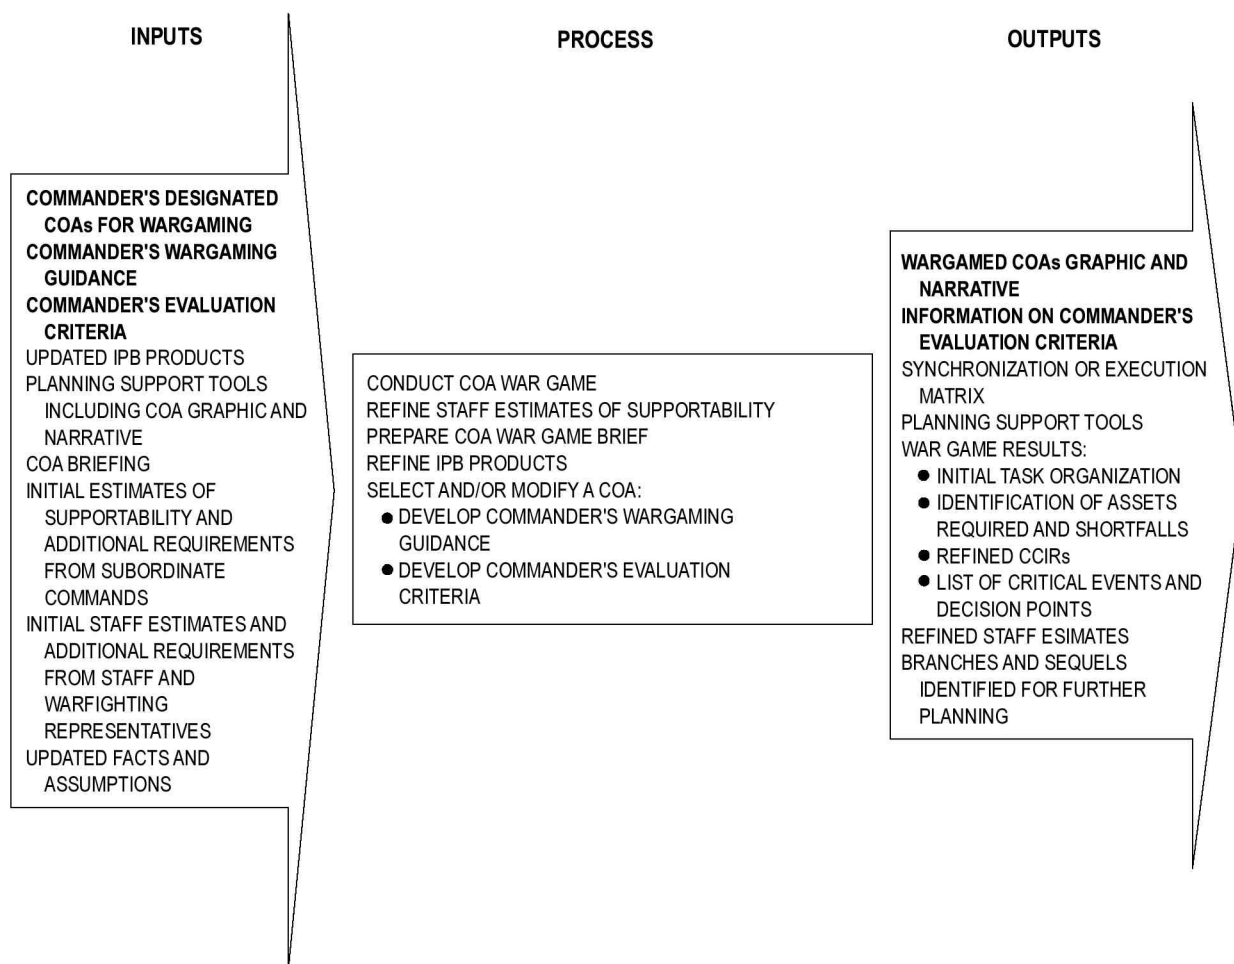 INPUTS
COMMANDER'S DESIGNATED
COAs FOR WARGAMING
COMMANDER'S WARGAMING
GUIDANCE
COMMANDER'S EVALUATION
CRITERIA
UPDATED IPB PRODUCTS
PLANNING SUPPORT TOOLS
INCLUDING COA GRAPHIC AND
NARRATIVE
COA BRIEFING
INITIAL ESTIMATES OF
SUPPORTABILITY AND
ADDITIONAL REQUIREMENTS
FROM SUBORDINATE
COMMANDS
INITIAL STAFF ESTIMATES AND
ADDITIONAL REQUIREMENTS
FROM STAFF AND
WARFIGHTING
REPRESENTATIVES
UPDATED FACTS AND
ASSUMPTIONS
PROCESS
CONDUCT COA WAR GAME
REFINE STAFF ESTIMATES OF SUPPORTABILITY
PREPARE COA WAR GAME BRIEF
REFINE IPB PRODUCTS
SELECT AND/OR MODIFY A COA:
● DEVELOP COMMANDER'S WARGAMING
GUIDANCE
● DEVELOP COMMANDER'S EVALUATION
CRITERIA
OUTPUTS
WARGAMED COAs GRAPHIC AND
NARRATIVE
INFORMATION ON COMMANDER'S
EVALUATION CRITERIA
SYNCHRONIZATION OR EXECUTION
MATRIX
PLANNING SUPPORT TOOLS
WAR GAME RESULTS:
● INITIAL TASK ORGANIZATION
● IDENTIFICATION OF ASSETS
REQUIRED AND SHORTFALLS
● REFINED CCIRs
● LIST OF CRITICAL EVENTS AND
DECISION POINTS
REFINED STAFF ESIMATES
BRANCHES AND SEQUELS
IDENTIFIED FOR FURTHER
PLANNING